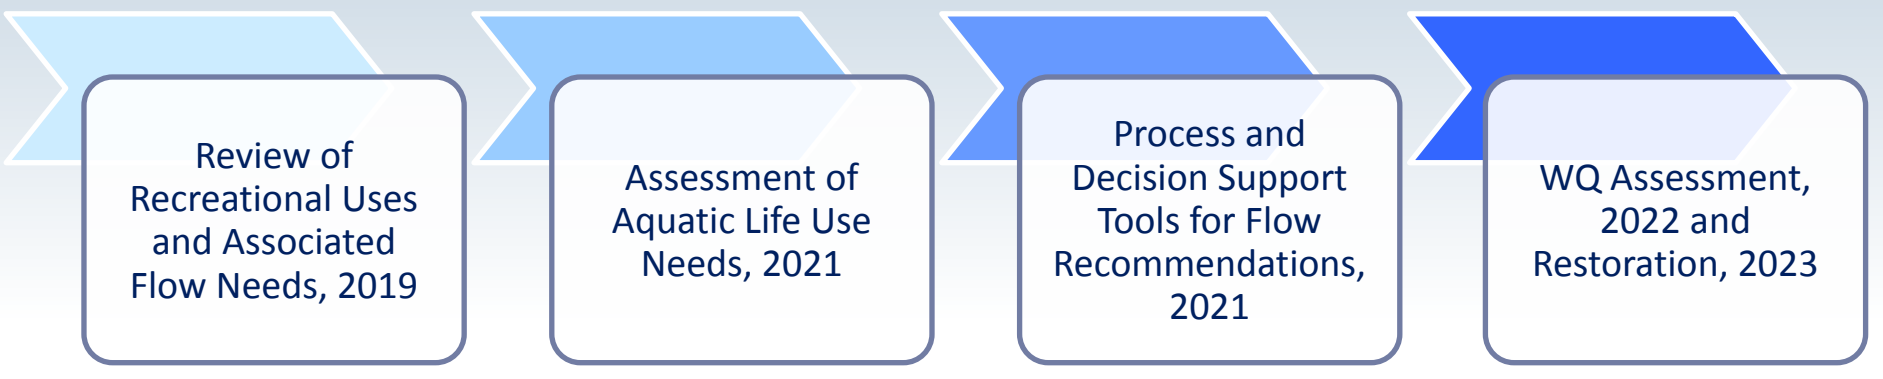 Review of
Recreational Uses
and Associated
Flow Needs, 2019
Assessment of
Aquatic Life Use
Needs, 2021
Process and
Decision Support
Tools for Flow
Recommendations,
2021
WQ Assessment,
2022 and
Restoration, 2023